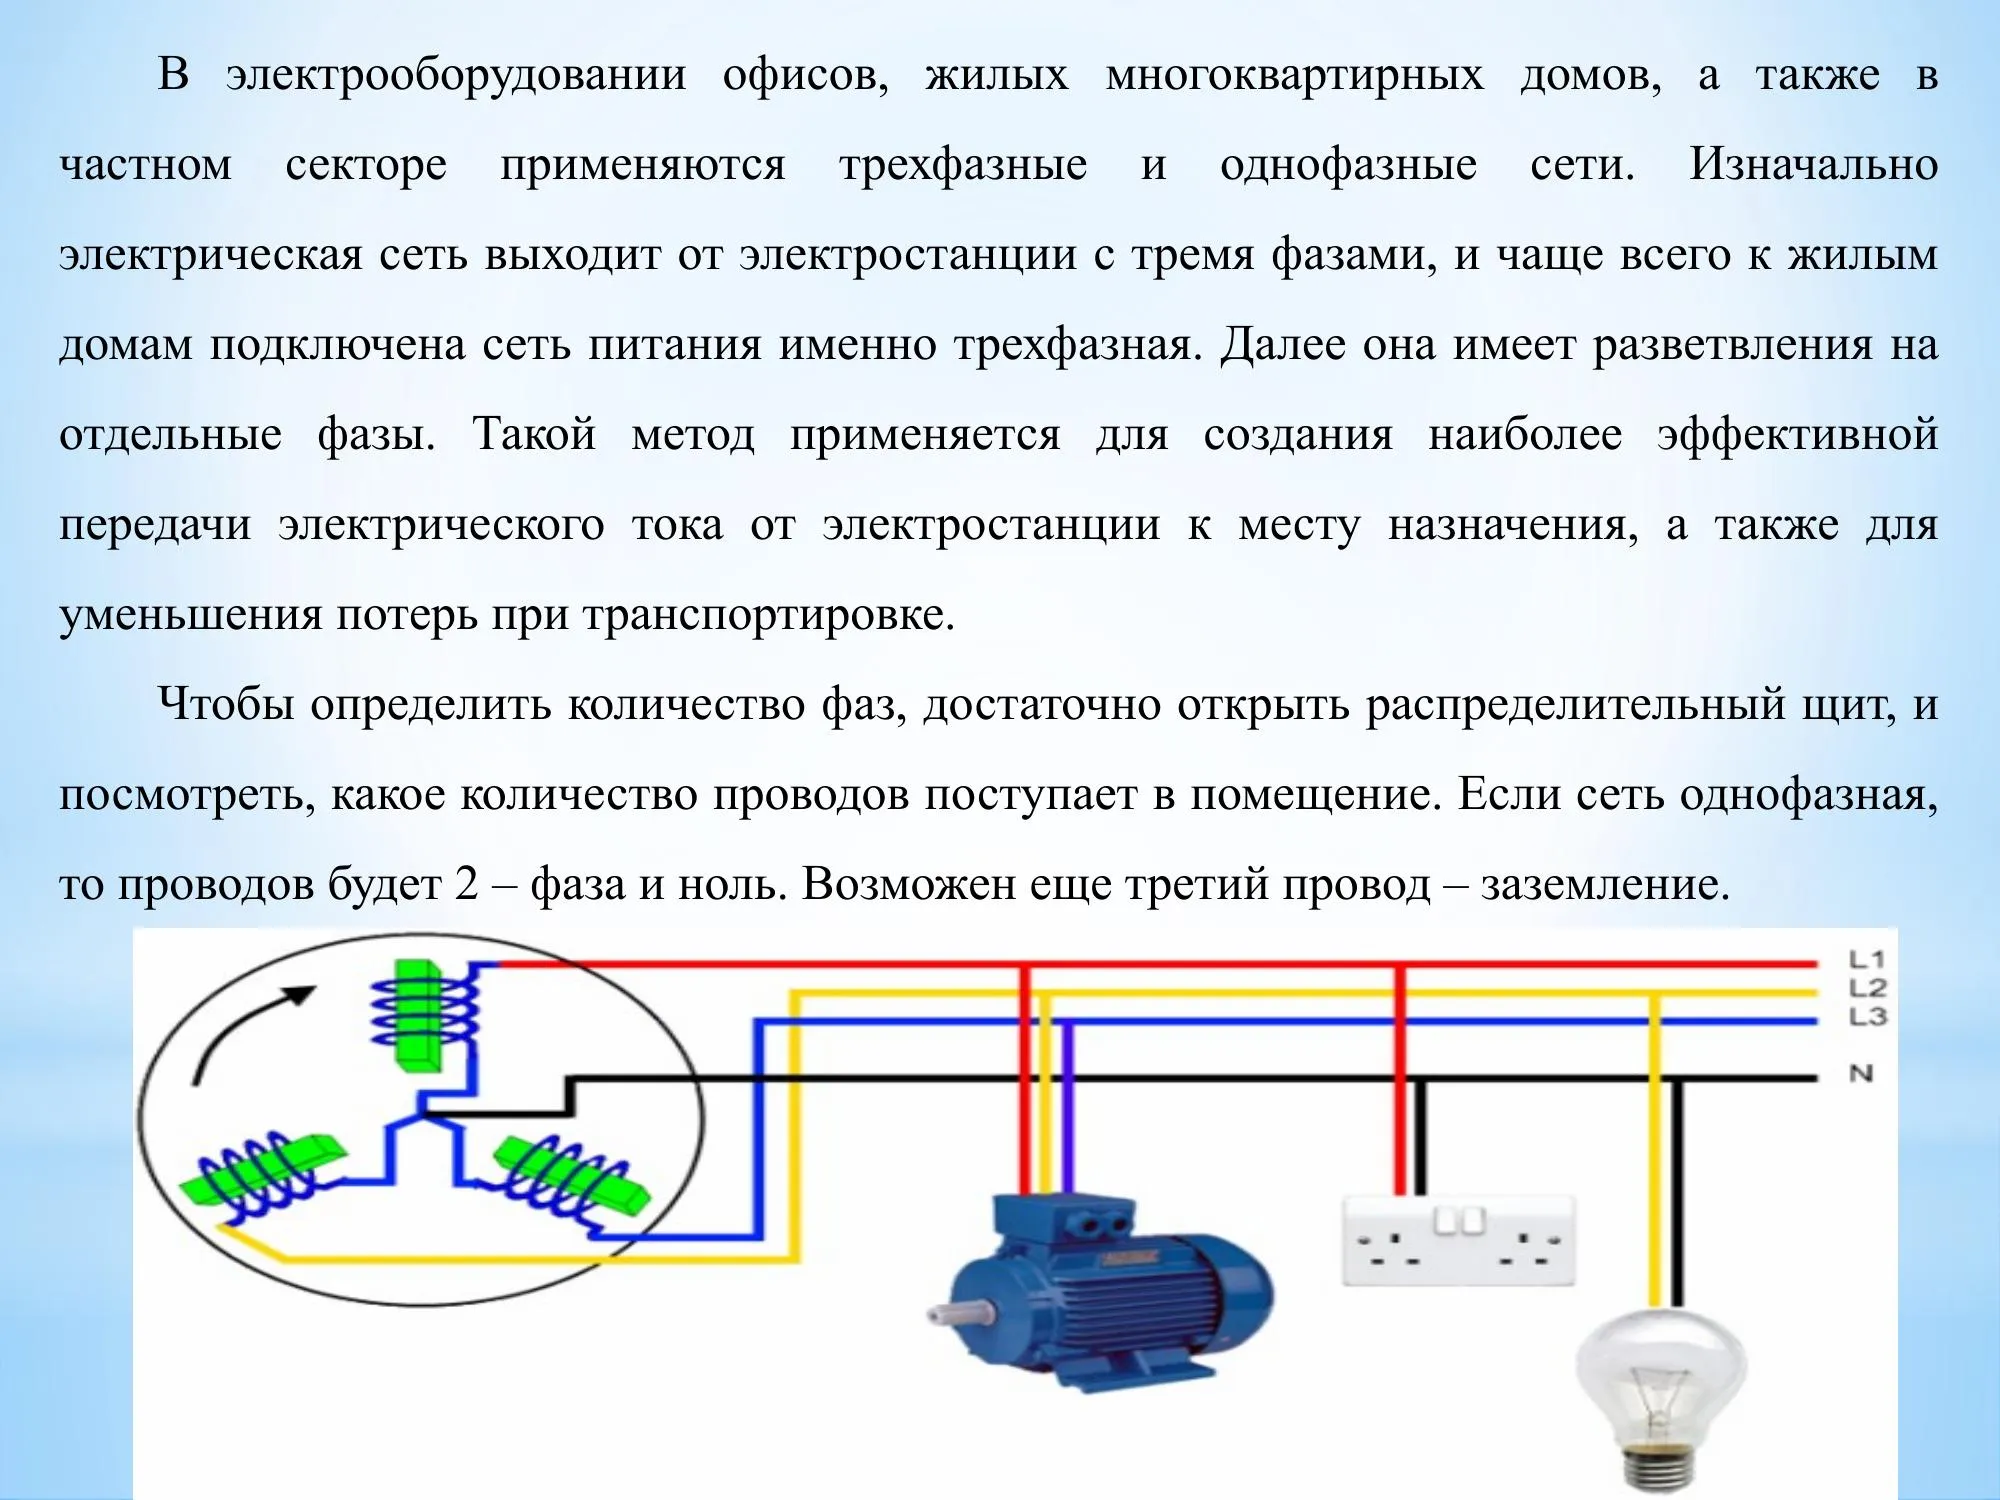 В электрооборудовании офисов, жилых многоквартирных домов, а также в
частном секторе применяются трехфазные и однофазные сети. Изначально
электрическая сеть выходит от электростанции с тремя фазами, и чаще всего к жилым
домам подключена сеть питания именно трехфазная. Далее она имеет разветвления на
отдельные фазы. Такой метод применяется для создания наиболее эффективной
передачи электрического тока от электростанции к месту назначения, а также для
уменьшения потерь при транспортировке.
Чтобы определить количество фаз, достаточно открыть распределительный щит, и
посмотреть, какое количество проводов поступает в помещение. Если сеть однофазная,
то проводов будет 2 – фаза и ноль. Возможен еще третий провод – заземление.
L1
L2
L3
N